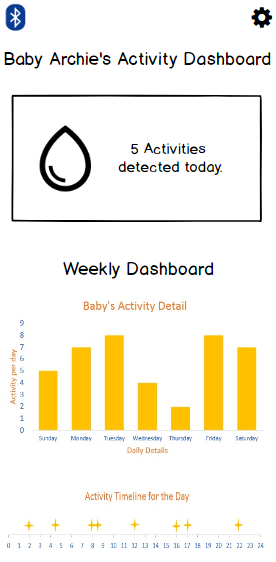 Baby Archie's Activity Dashboard
5 Activities
detected today.
Weekly Dashboard
Baby's Activity Detail
Activity per day
9
8
7
6
5
4
3
2
1
0
Sunday Monday Tuesday Wednesday Thursday Friday Saturday
Daily Details
Activity Timeline for the Day
0 1 2 3 4 5 6 7 8 9 10 11 12 13 14 15 16 17 18 19 20 21 22 23 24